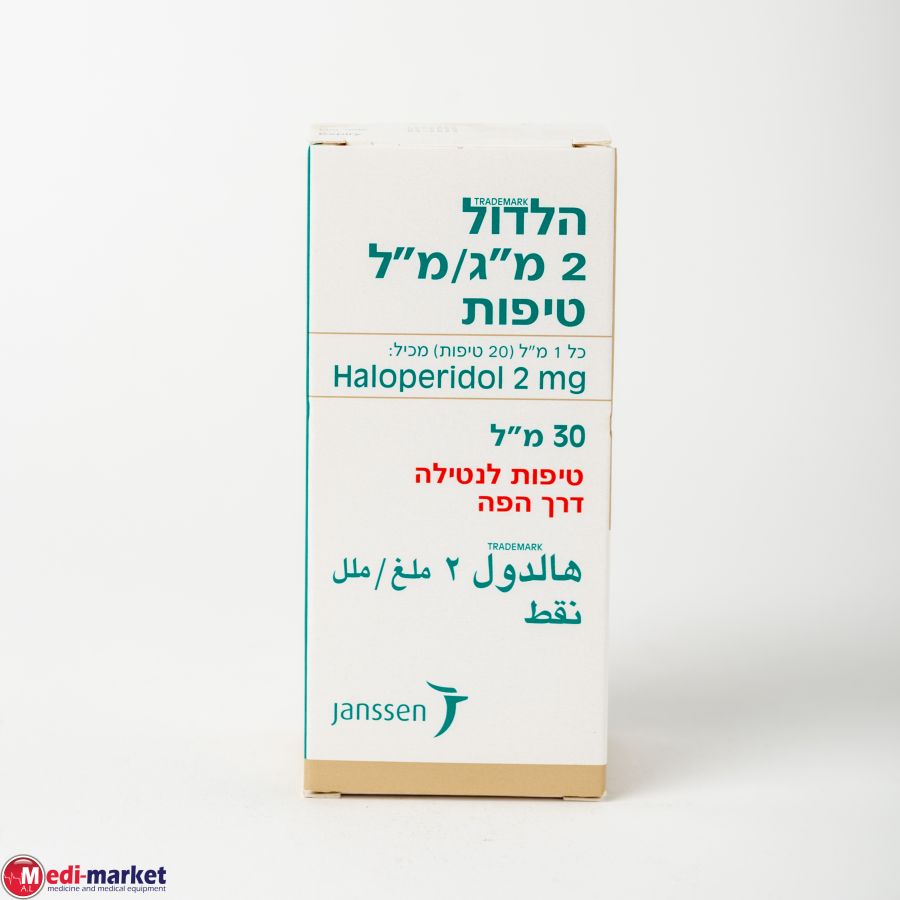 הלדול
TRADEMARK
2 מ"ג/מ"ל
טיפות
כל 1 מ"ל (20 טיפות) מכיל:
Haloperidol 2 mg
30 מ"ל
טיפות לנטילה
דרך הפה
TRADEMARK
هالدول ٢ ملغ/ملل
نقط
Janssen
Medi-market
A.L
medicine and medical equipment